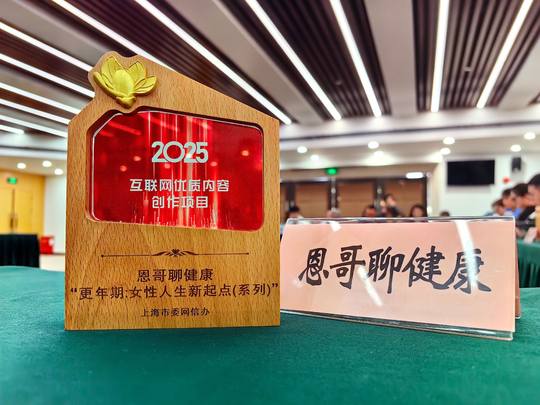 2025
互联网优质内容
创作项目
恩哥聊健康
“更年期:女性人生新起点(系列)”
上海市委网信办
恩哥聊健康